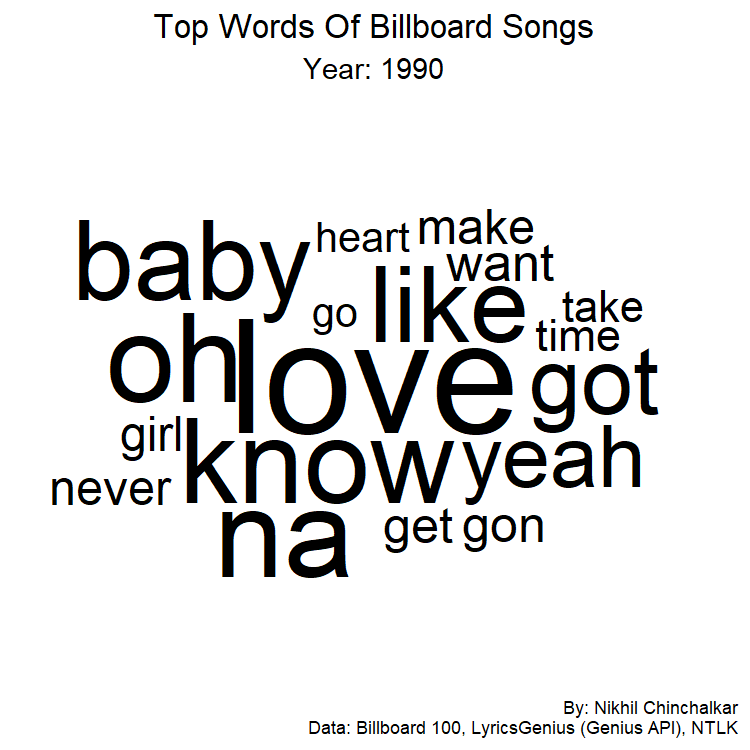 Top Words Of Billboard Songs
Year: 1990
baby heart make
want
go like take
time
oh love got
girl know yeah
never
na get gon
By: Nikhil Chinchalkar
Data: Billboard 100, LyricsGenius (Genius API), NTLK